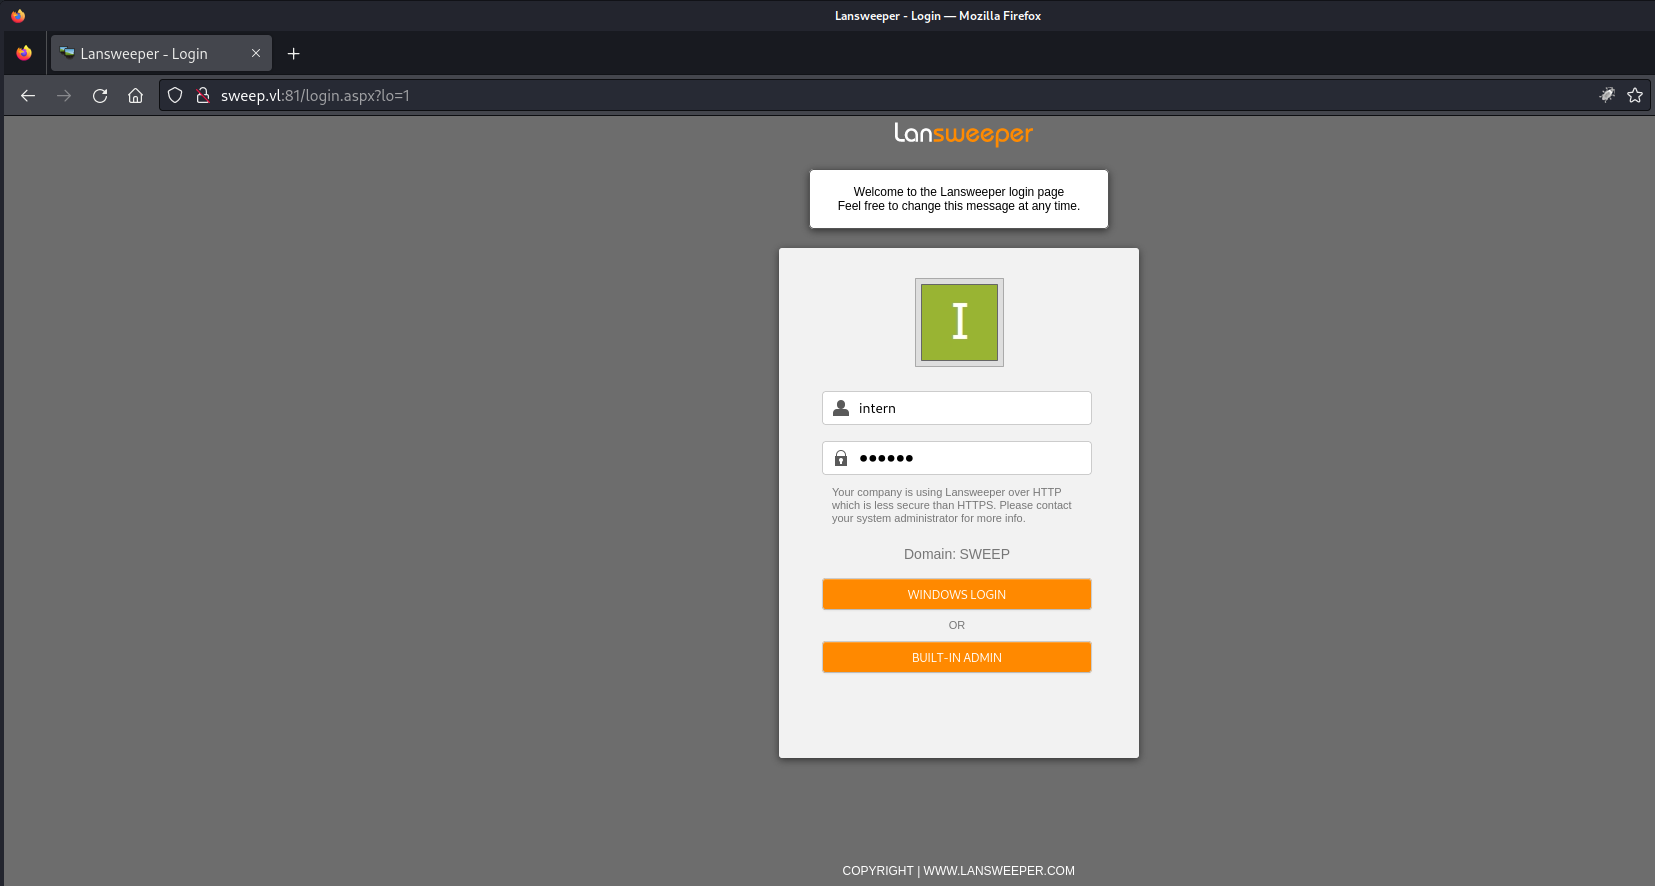 Lansweeper - Login — Mozilla Firefox
Lansweeper - Login
sweep.vl:81/login.aspx?lo=1
Lansweeper
Welcome to the Lansweeper login page
Feel free to change this message at any time.
I
intern
••••••
Your company is using Lansweeper over HTTP
which is less secure than HTTPS. Please contact
your system administrator for more info.
Domain: SWEEP
WINDOWS LOGIN
OR
BUILT-IN ADMIN
COPYRIGHT | WWW.LANSWEEPER.COM